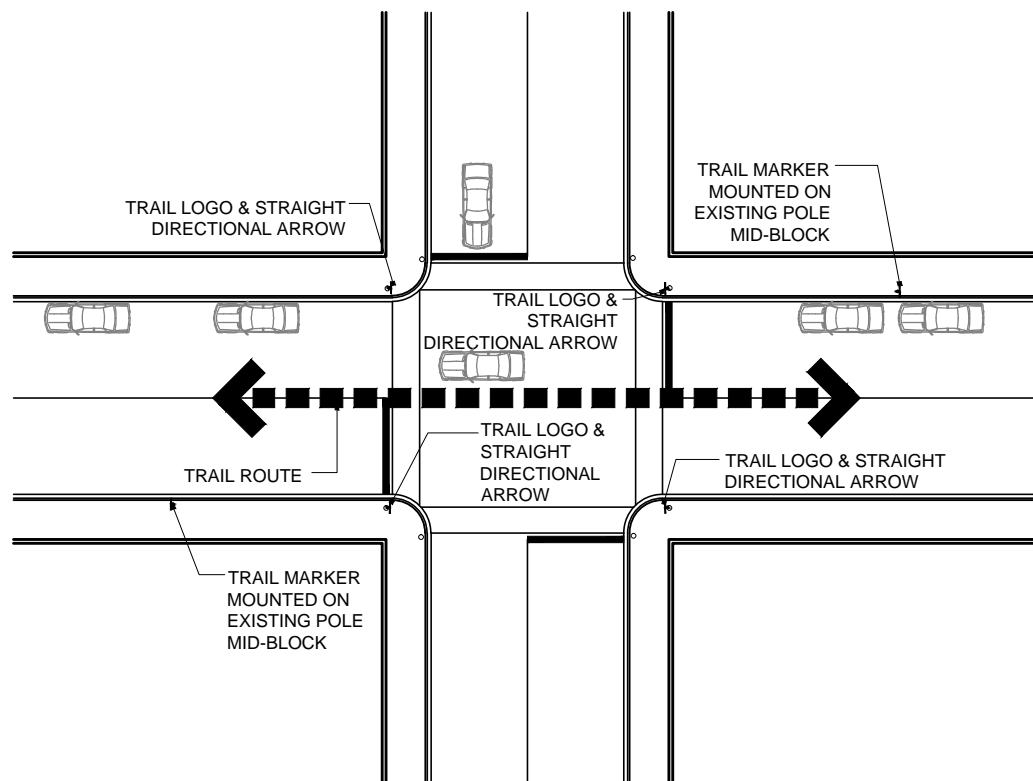 TRAIL MARKER
MOUNTED ON
EXISTING POLE
MID-BLOCK
TRAIL LOGO & STRAIGHT
DIRECTIONAL ARROW
TRAIL LOGO &
STRAIGHT
DIRECTIONAL ARROW
TRAIL LOGO &
STRAIGHT
DIRECTIONAL
ARROW
TRAIL LOGO & STRAIGHT
DIRECTIONAL ARROW
TRAIL ROUTE
TRAIL MARKER
MOUNTED ON
EXISTING POLE
MID-BLOCK